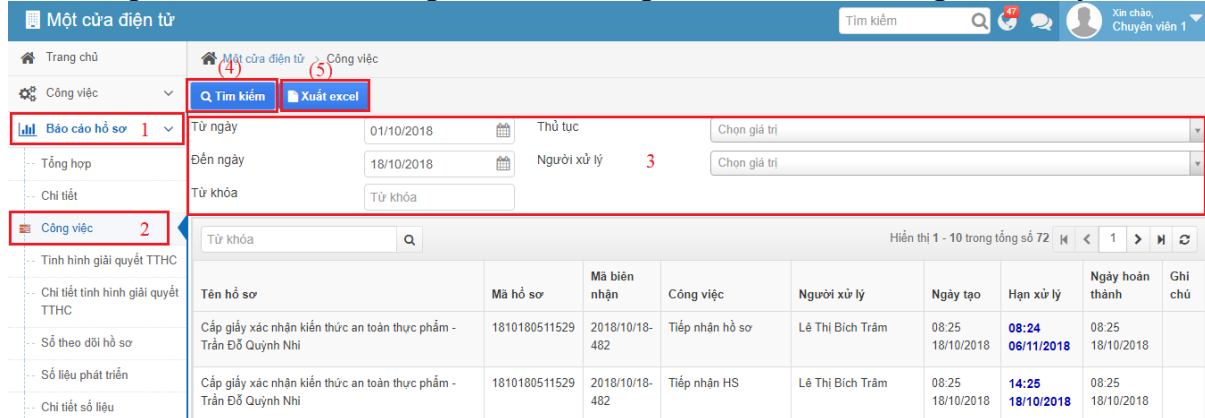 Một cửa điện tử
Tìm kiếm
47
Xin chào,
Chuyên viên 1
Trang chủ
Một cửa điện tử > Công việc
(4)
(5)
Công việc
Tìm kiếm
Xuất excel
Báo cáo hồ sơ 1
Từ ngày
01/10/2018
Thủ tục
Chọn giá trị
Tổng hợp
Đến ngày
18/10/2018
Người xử lý
3
Chọn giá trị
Chi tiết
Từ khóa
Từ khóa
Công việc 2
Từ khóa
Hiển thị 1 - 10 trong tổng số 72
1
Tình hình giải quyết TTHC
Chi tiết tình hình giải quyết
TTHC
Sổ theo dõi hồ sơ
Số liệu phát triển
Chi tiết số liệu
Tên hồ sơ
Mã hồ sơ
Mã biên
nhận
Công việc
Người xử lý
Ngày tạo
Hạn xử lý
Ngày hoàn
thành
Ghi
chú
Cấp giấy xác nhận kiến thức an toàn thực phẩm -
Trần Đỗ Quỳnh Nhi
1810180511529
2018/10/18-
482
Tiếp nhận hồ sơ
Lê Thị Bích Trâm
08:25
18/10/2018
08:24
06/11/2018
08:25
18/10/2018
Cấp giấy xác nhận kiến thức an toàn thực phẩm -
Trần Đỗ Quỳnh Nhi
1810180511529
2018/10/18-
482
Tiếp nhận HS
Lê Thị Bích Trâm
08:25
18/10/2018
14:25
18/10/2018
08:25
18/10/2018